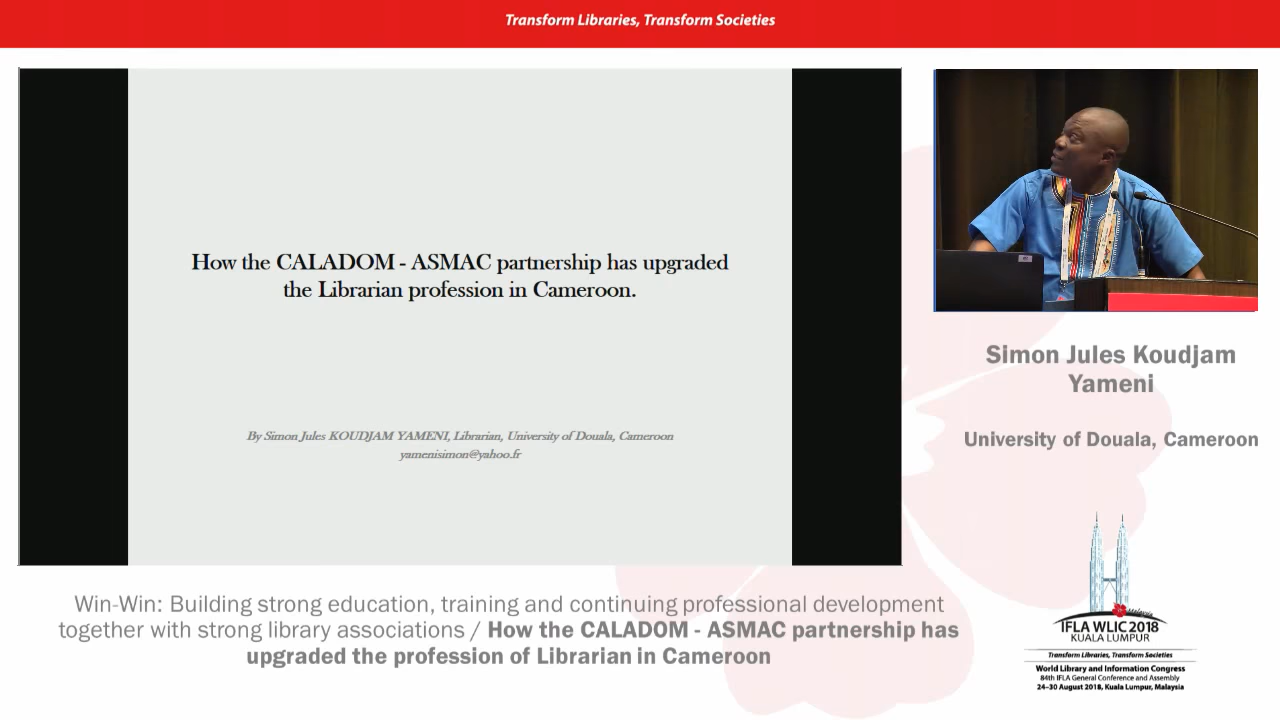 Transform Libraries, Transform Societies
How the CALADOM - ASMAC partnership has upgraded
the Librarian profession in Cameroon.
By Simon Jules KOUDJAM YAMENI, Librarian, University of Douala, Cameroon
yamenisimon@yahoo.fr
Simon Jules Koudjam
Yameni
University of Douala, Cameroon
Win-Win: Building strong education, training and continuing professional development
together with strong library associations / How the CALADOM - ASMAC partnership has
upgraded the profession of Librarian in Cameroon
Malaysia
IFLA WLIC 2018
KUALA LUMPUR
Transform Libraries, Transform Societies
World Library and Information Congress
84th IFLA General Conference and Assembly
24–30 August 2018, Kuala Lumpur, Malaysia